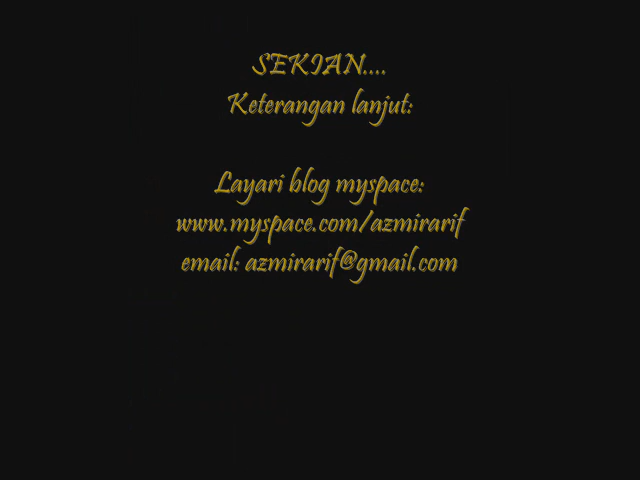 SEKIAN....
Keterangan lanjut:
Layari blog myspace:
www.myspace.com/azmirarif
email: azmirarif@gmail.com